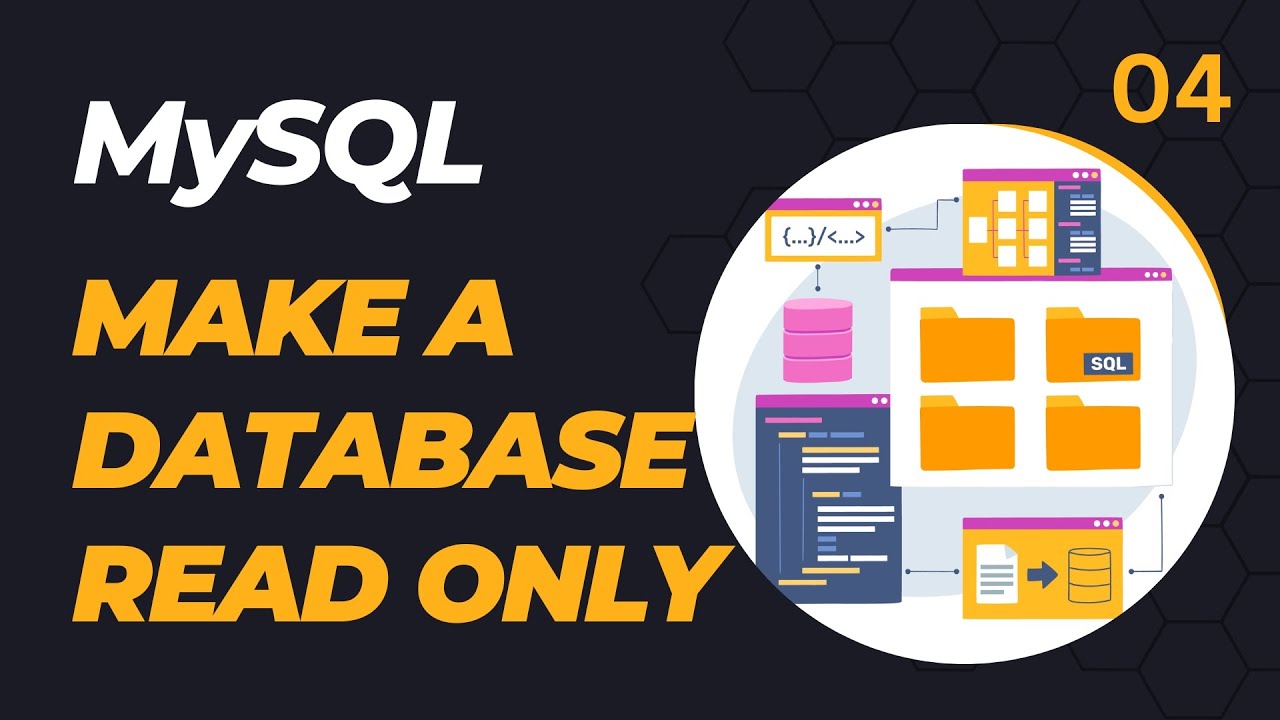 04
MySQL
MAKE A
DATABASE
READ ONLY
{...}/<...>
SQL